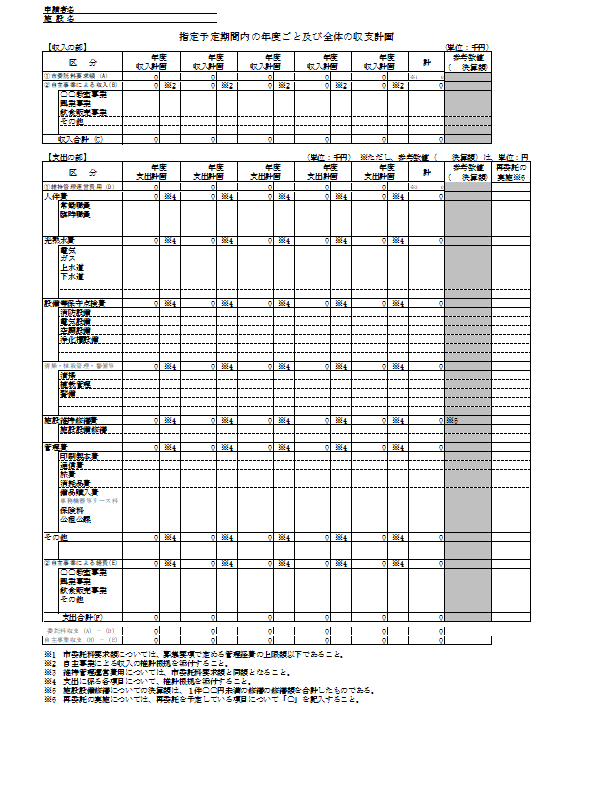 申請者名
施 設 名
指定予定期間内の年度ごと及び全体の収支計画
【収入の部】 (単位：千円)
区 分 年度 収入計画 年度 収入計画 年度 収入計画 年度 収入計画 年度 収入計画 計 参考数値 ( 決算額)
①市委託料要求額 (A) 0 0 0 0 0 ※1 0
②自主事業による収入(B) 0 ※2 0 ※2 0 ※2 0 ※2 0 ※2 0
○○教室事業
興業事業
飲食販売事業
その他
収入合計 (C) 0 0 0 0 0 0
【支出の部】 (単位：千円) ※ただし、参考数値 ( 決算額) は、単位：円
区 分 年度 支出計画 年度 支出計画 年度 支出計画 年度 支出計画 年度 支出計画 計 参考数値 ( 決算額) 再委託の 実施※6
①維持管理運営費用 (D) 0 0 0 0 0 ※3 0
人件費 0 ※4 0 ※4 0 ※4 0 ※4 0 ※4 0
常勤職員
臨時職員
光熱水費 0 ※4 0 ※4 0 ※4 0 ※4 0 ※4 0
電気
ガス
上水道
下水道
設備等保守点検費 0 ※4 0 ※4 0 ※4 0 ※4 0 ※4 0
消防設備
電気設備
空調設備
浄化槽設備
清掃・植栽管理・警備等 0 ※4 0 ※4 0 ※4 0 ※4 0 ※4 0
清掃
植栽管理
警備
施設維持修繕費 0 ※4 0 ※4 0 ※4 0 ※4 0 ※4 0 ※5
施設設備修繕
管理費 0 ※4 0 ※4 0 ※4 0 ※4 0 ※4 0
印刷製本費
通信費
旅費
消耗品費
備品購入費
事務機器等リース料
保険料
公租公課
その他 0 ※4 0 ※4 0 ※4 0 ※4 0 ※4 0
②自主事業による経費(E) 0 ※4 0 ※4 0 ※4 0 ※4 0 ※4 0
○○教室事業
興業事業
飲食販売事業
その他
支出合計(F) 0 0 0 0 0 0
委託料収支 (A) － (D) 0 0 0 0 0 0
自主事業収支 (B) － (E) 0 0 0 0 0 0
※1 市委託料要求額については、募集要項で定める管理経費の上限額以下であること。
※2 自主事業による収入の推計根拠を添付すること。
※3 維持管理運営費用については、市委託料要求額と同額となること。
※4 支出に係る各項目について、推計根拠を添付すること。
※5 施設設備修繕についての決算額は、1件○○円未満の修繕の修繕額を合計したものである。
※6 再委託の実施については、再委託を予定している項目について「○」を記入すること。